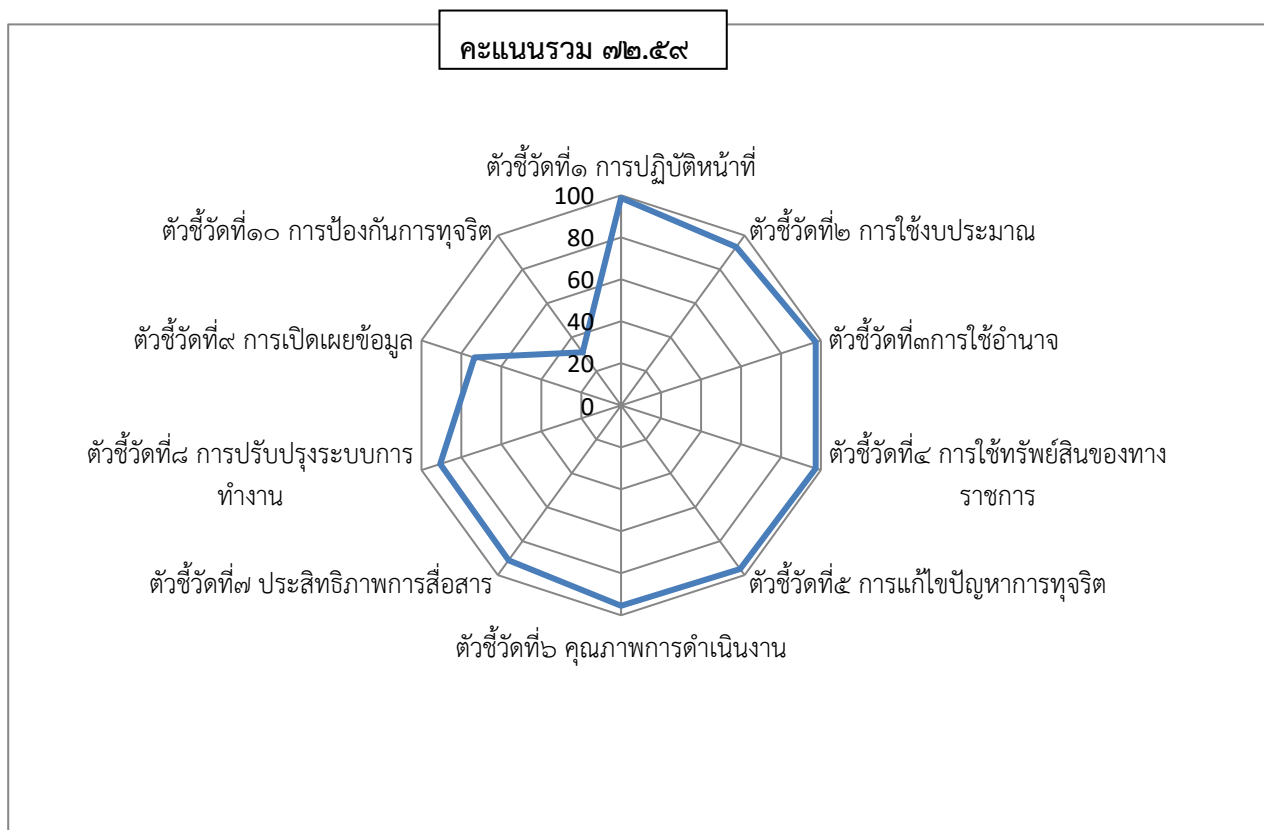 คะแนนรวม ๗๒.๕๙
ตัวชี้วัดที่๑ การปฏิบัติหน้าที่
ตัวชี้วัดที่๒ การใช้งบประมาณ
ตัวชี้วัดที่๓การใช้อำนาจ
ตัวชี้วัดที่๔ การใช้ทรัพย์สินของทาง
ราชการ
ตัวชี้วัดที่๕ การแก้ไขปัญหาการทุจริต
ตัวชี้วัดที่๖ คุณภาพการดำเนินงาน
ตัวชี้วัดที่๗ ประสิทธิภาพการสื่อสาร
ตัวชี้วัดที่๘ การปรับปรุงระบบการ
ทำงาน
ตัวชี้วัดที่๙ การเปิดเผยข้อมูล
ตัวชี้วัดที่๑๐ การป้องกันการทุจริต
100
80
60
40
20
0